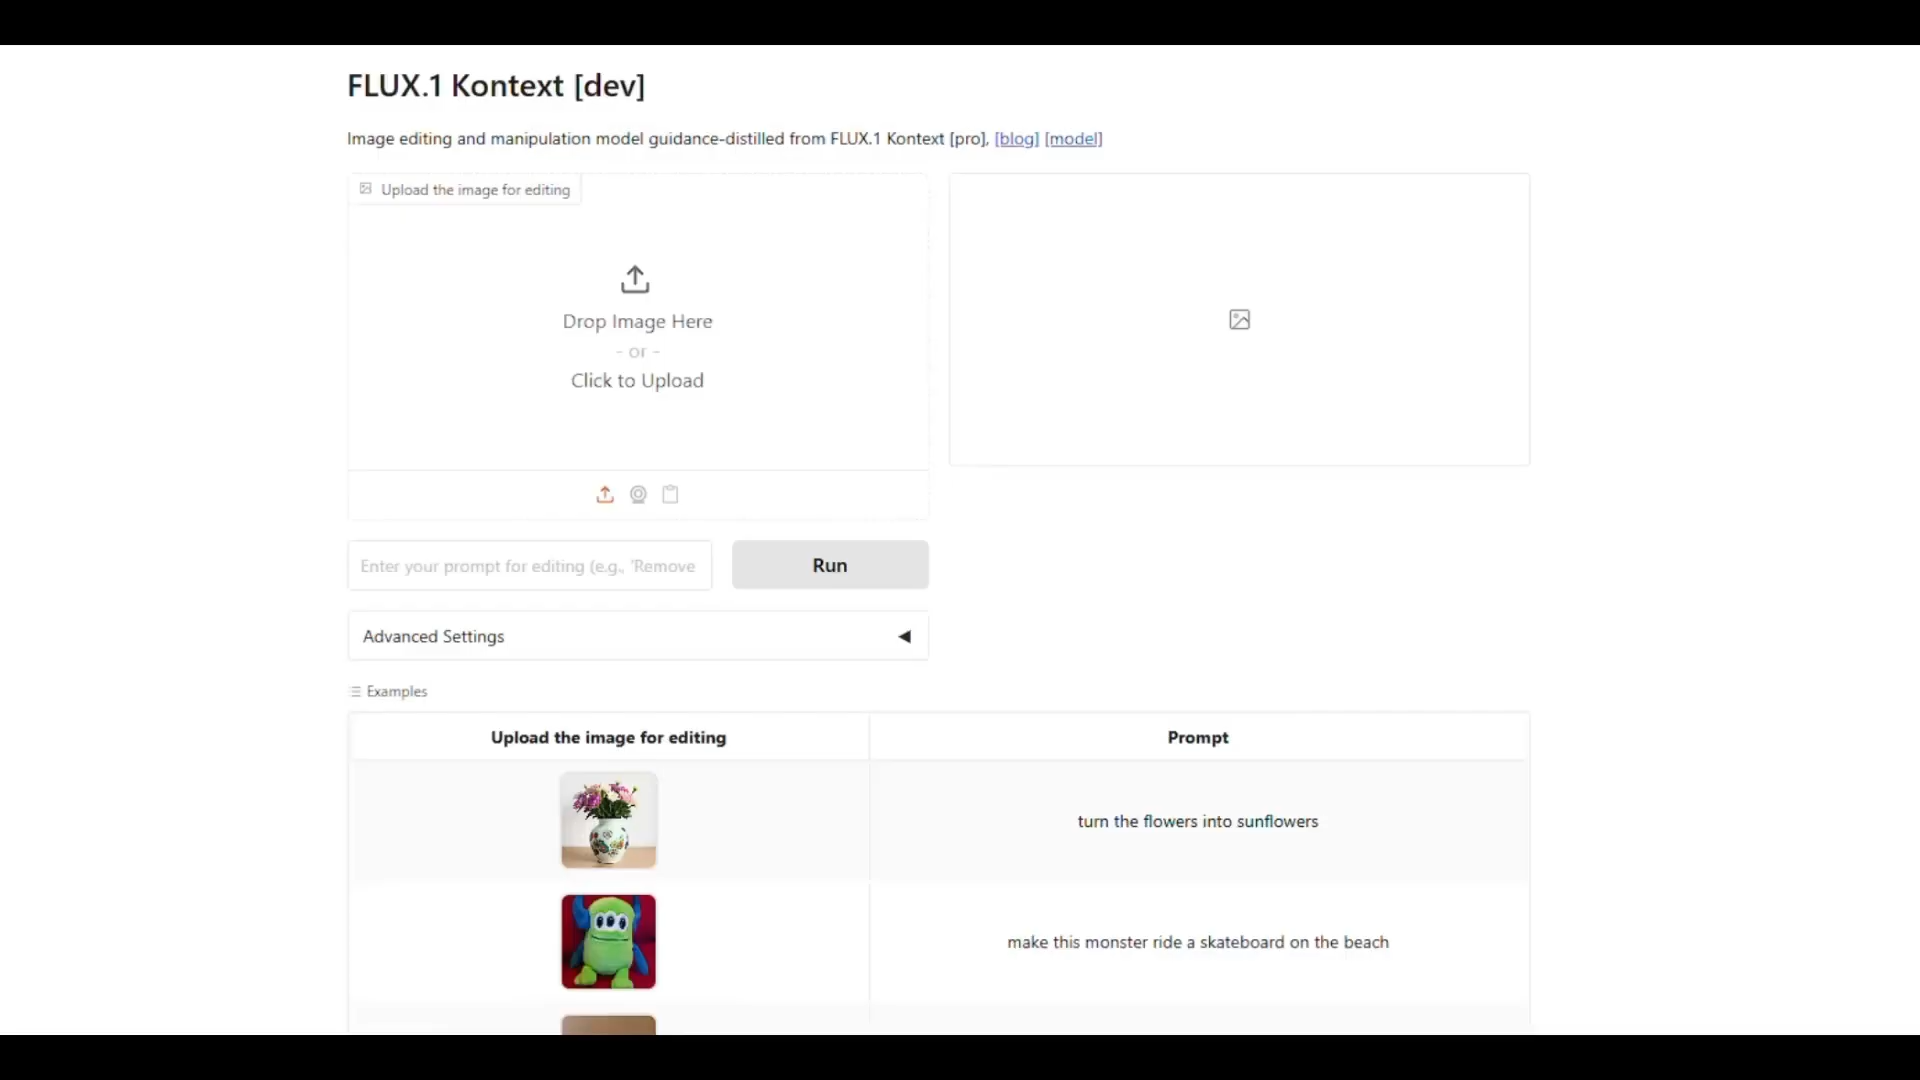 FLUX.1 Kontext [dev]
Image editing and manipulation model guidance-distilled from FLUX.1 Kontext [pro], [blog] [model]
Upload the image for editing
Drop Image Here
- or -
Click to Upload
Enter your prompt for editing (e.g., 'Remove
Run
Advanced Settings
Examples
Upload the image for editing
Prompt
turn the flowers into sunflowers
make this monster ride a skateboard on the beach